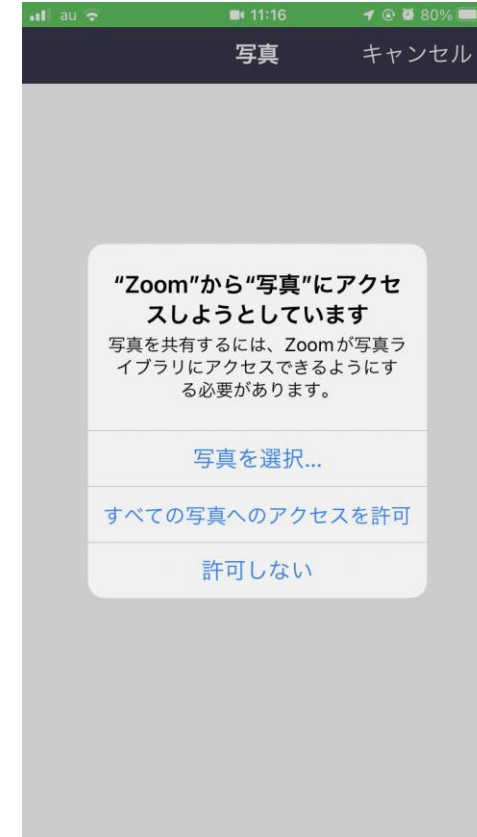 au 11:16 80%
写真 キャンセル
“Zoom”から“写真”にアクセ
スしようとしています
写真を共有するには、Zoomが写真ラ
イブラリにアクセスできるようにす
る必要があります。
写真を選択...
すべての写真へのアクセスを許可
許可しない